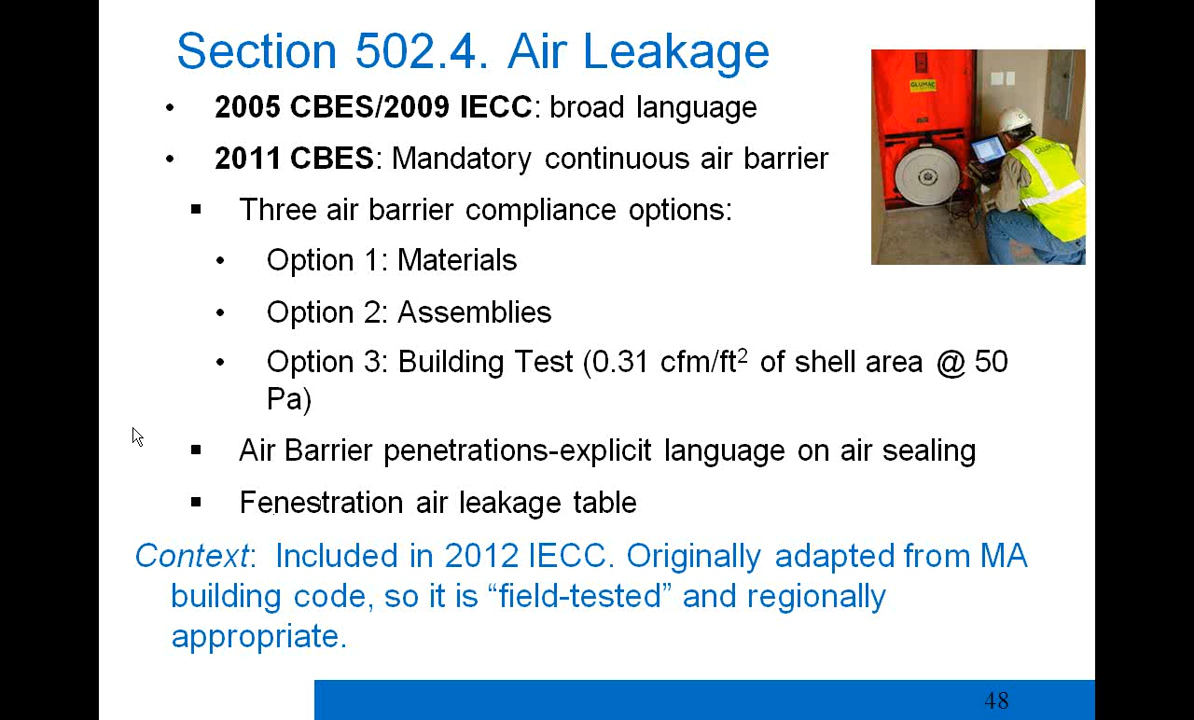 Section 502.4. Air Leakage
• 2005 CBES/2009 IECC: broad language
• 2011 CBES: Mandatory continuous air barrier
▪ Three air barrier compliance options:
• Option 1: Materials
• Option 2: Assemblies
• Option 3: Building Test (0.31 cfm/ft² of shell area @ 50
Pa)
▪ Air Barrier penetrations-explicit language on air sealing
▪ Fenestration air leakage table
Context: Included in 2012 IECC. Originally adapted from MA
building code, so it is “field-tested” and regionally
appropriate.
48
GLUMAC